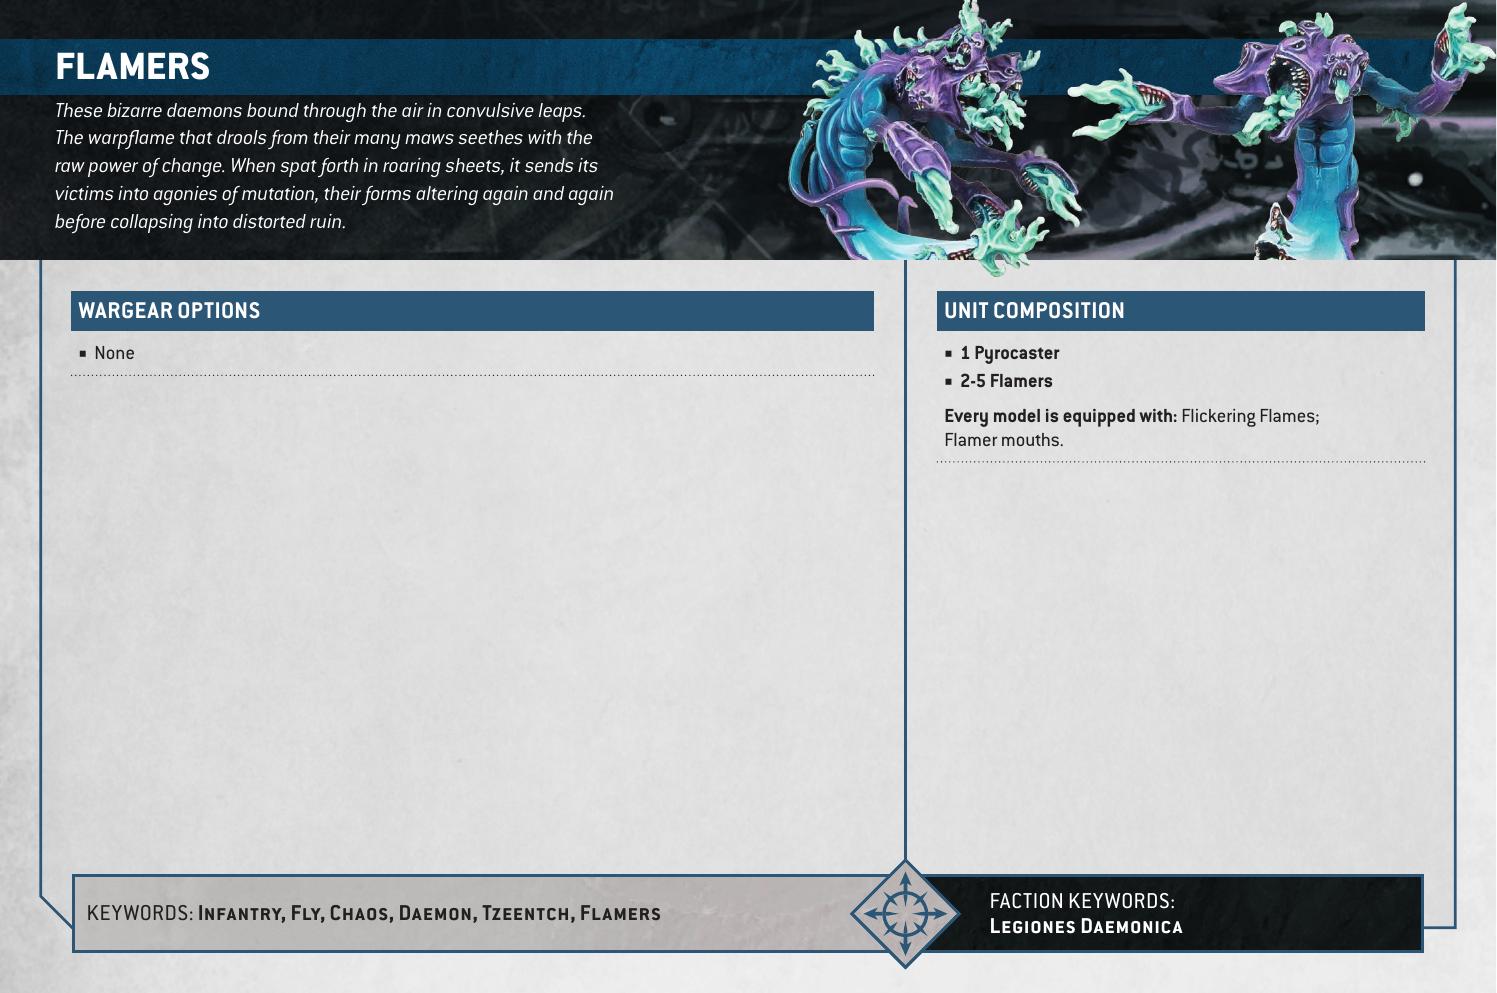 FLAMERS
These bizarre daemons bound through the air in convulsive leaps.
The warpflame that drools from their many maws seethes with the
raw power of change. When spat forth in roaring sheets, it sends its
victims into agonies of mutation, their forms altering again and again
before collapsing into distorted ruin.
WARGEAR OPTIONS
▪ None
UNIT COMPOSITION
▪ 1 Pyrocaster
▪ 2-5 Flamers
Every model is equipped with: Flickering Flames;
Flamer mouths.
KEYWORDS: Infantry, Fly, Chaos, Daemon, Tzeentch, Flamers
FACTION KEYWORDS:
Legiones Daemonica